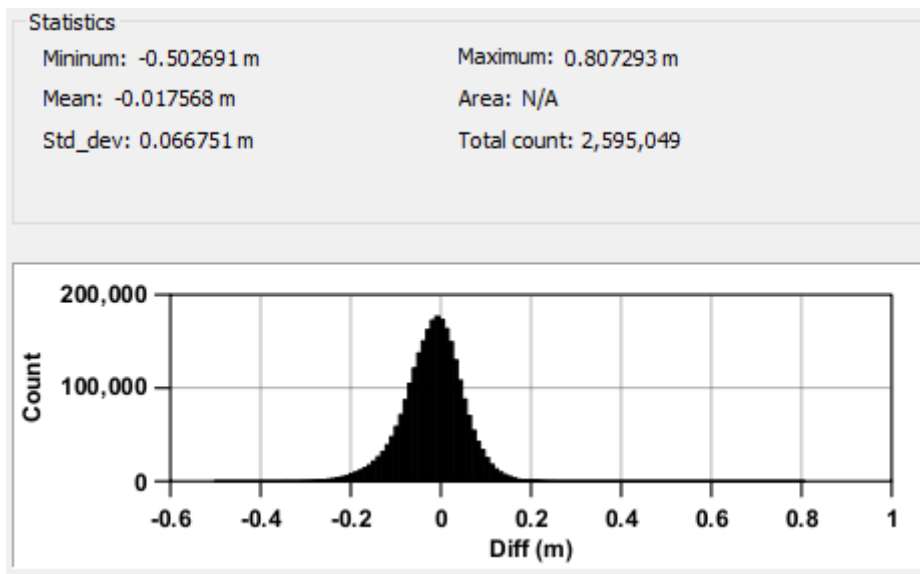 Statistics
Mininum: -0.502691 m
Maximum: 0.807293 m
Mean: -0.017568 m
Area: N/A
Std_dev: 0.066751 m
Total count: 2,595,049
200,000
100,000
0
Count
-0.6 -0.4 -0.2 0 0.2 0.4 0.6 0.8 1
Diff (m)